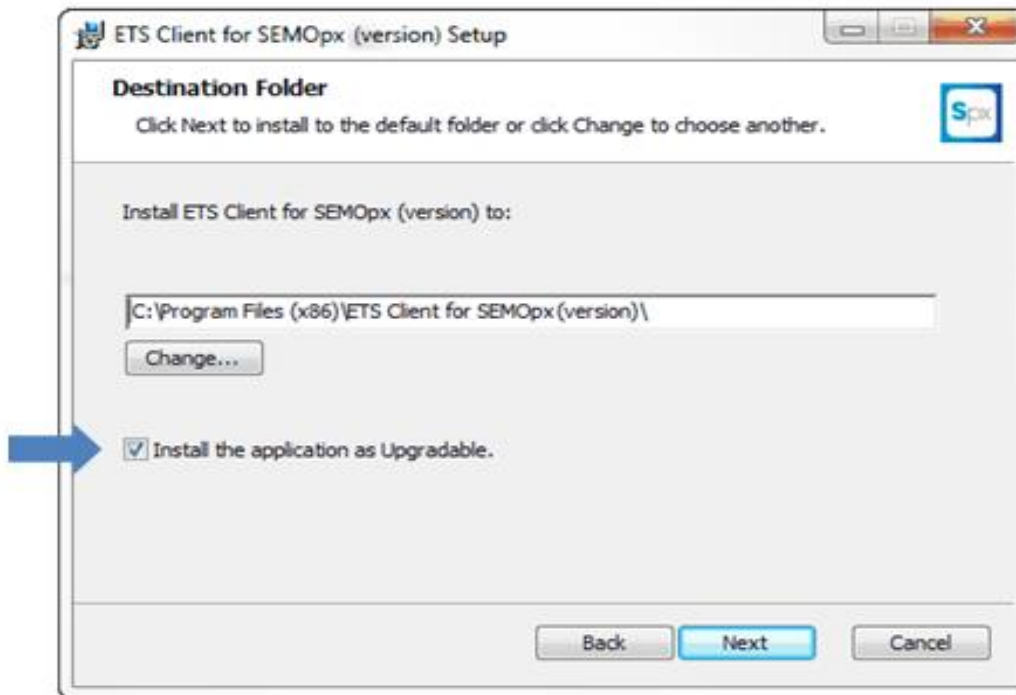 ETS Client for SEMOpx (version) Setup
Destination Folder
Click Next to install to the default folder or click Change to choose another.
Spx
Install ETS Client for SEMOpx (version) to:
C:\Program Files (x86)\ETS Client for SEMOpx(version)\
Change...
Install the application as Upgradable.
Back Next Cancel